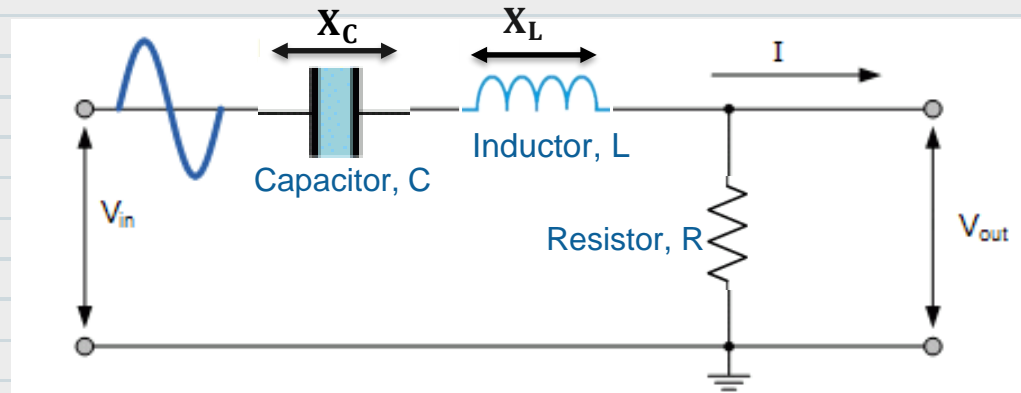 X_C
X_L
I
Capacitor, C
Inductor, L
V_in
Resistor, R
V_out